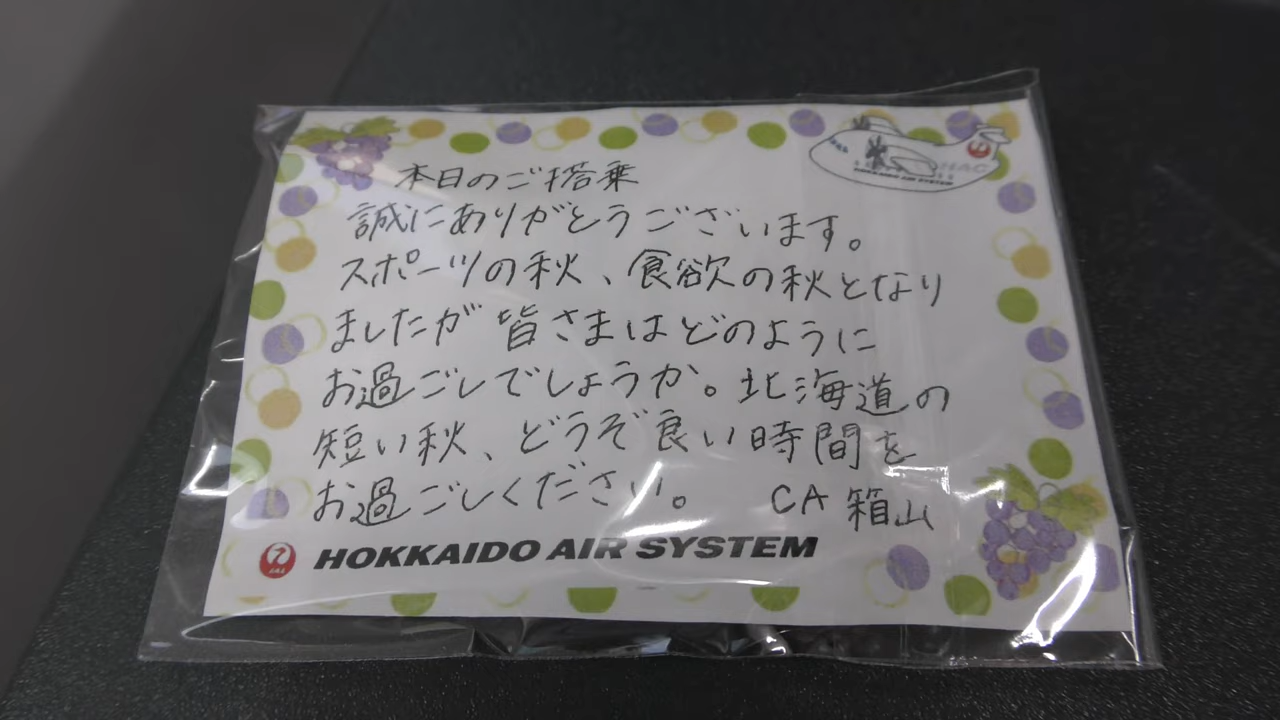 本日のご搭乗
誠にありがとうございます。
スポーツの秋、食欲の秋となり
ましたが 皆さまはどのように
お過ごしでしょうか。北海道の
短い秋、どうぞ良い時間を
お過ごしください。 CA 箱山
HOKKAIDO AIR SYSTEM
HAC
HOKKAIDO AIR SYSTEM